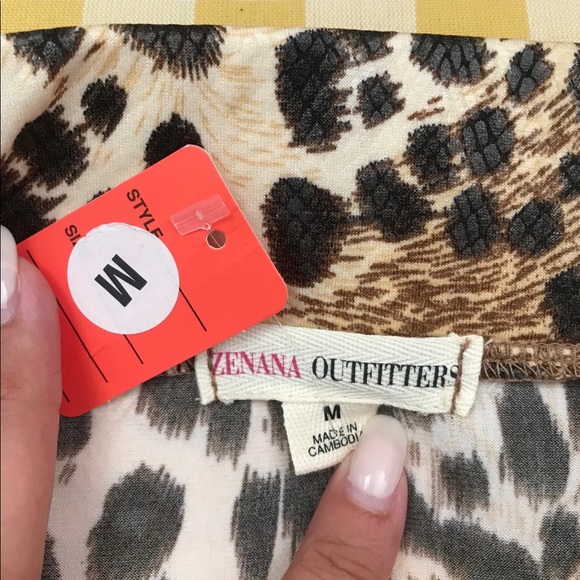 STYLE
M
ZENANA OUTFITTERS
M
MADE IN
CAMBODIA